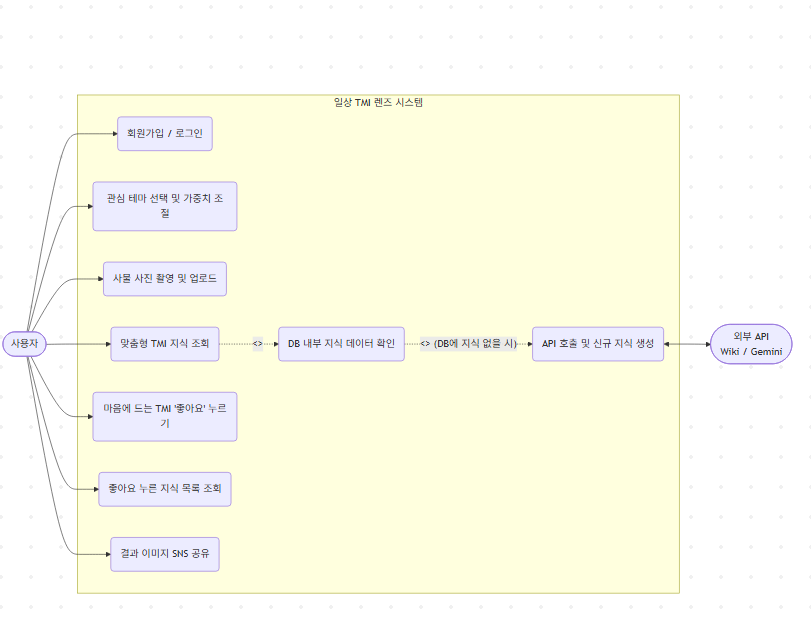 일상 TMI 렌즈 시스템
회원가입 / 로그인
관심 테마 선택 및 가중치 조
절
사물 사진 촬영 및 업로드
사용자
맞춤형 TMI 지식 조회
<>
DB 내부 지식 데이터 확인
<> (DB에 지식 없을 시)
API 호출 및 신규 지식 생성
외부 API
Wiki / Gemini
마음에 드는 TMI '좋아요' 누르
기
좋아요 누른 지식 목록 조회
결과 이미지 SNS 공유